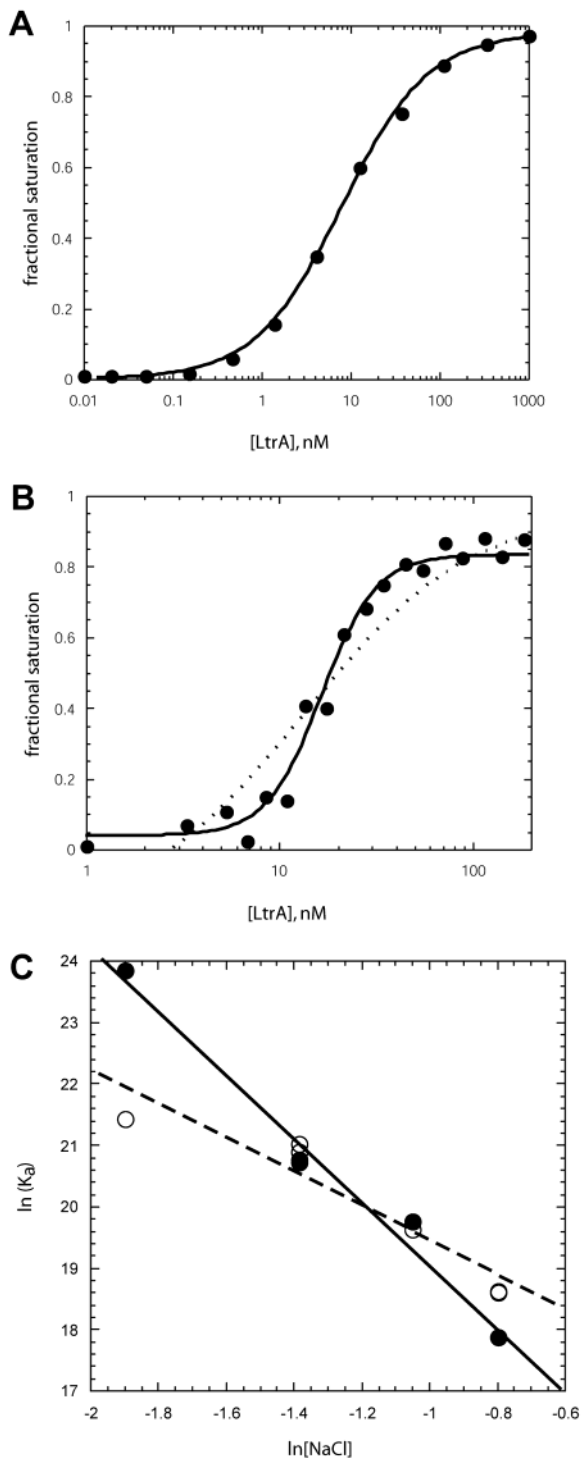 A
1
0.8
0.6
0.4
0.2
0
fractional saturation
0.01 0.1 1 10 100 1000
[LtrA], nM
B
1
0.8
0.6
0.4
0.2
0
fractional saturation
1 10 100
[LtrA], nM
C
24
23
22
21
20
19
18
17
ln (Ka)
-2 -1.8 -1.6 -1.4 -1.2 -1 -0.8 -0.6
ln[NaCl]